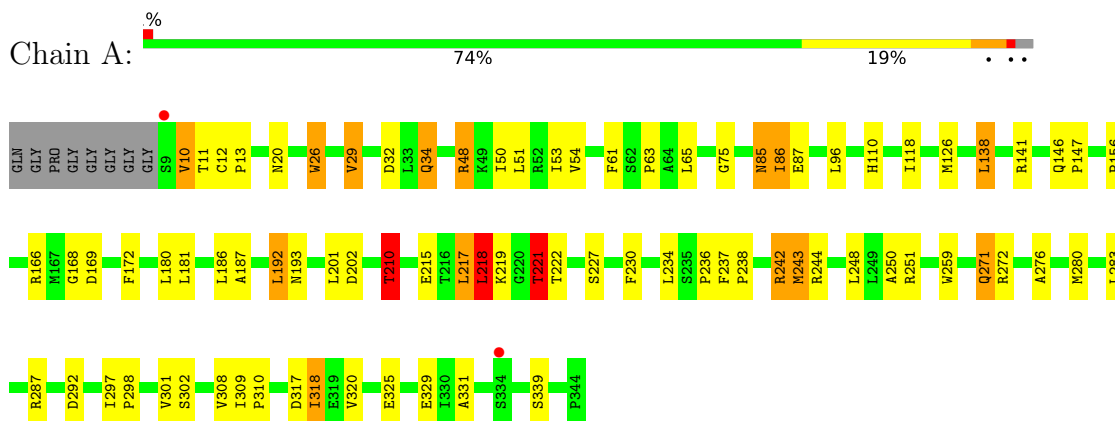 .%
Chain A:
74% 19% . . .
GLN GLY PRO GLY GLY GLY GLY GLY S9 V10 T11 C12 P13 N20 W26 V29 D32 L33 Q34 R48 K49 I50 L51 R52 I53 V54 F61 S62 P63 A64 L65 G75 N85 I86 E87 L96 H110 I118 M126 L138 R141 Q146 P147
R166 M167 G168 D169 F172 L180 L181 L186 A187 L192 N193 L201 D202 T210 E215 T216 L217 L218 K219 G220 T221 T222 S227 F230 L234 S235 P236 F237 P238 R242 M243 R244 L248 L249 A250 R251 W259 Q271 R272 A276 M280
R287 D292 I297 P298 V301 S302 V308 I309 P310 D317 I318 E319 V320 E325 E329 I330 A331 S334 S339 P344